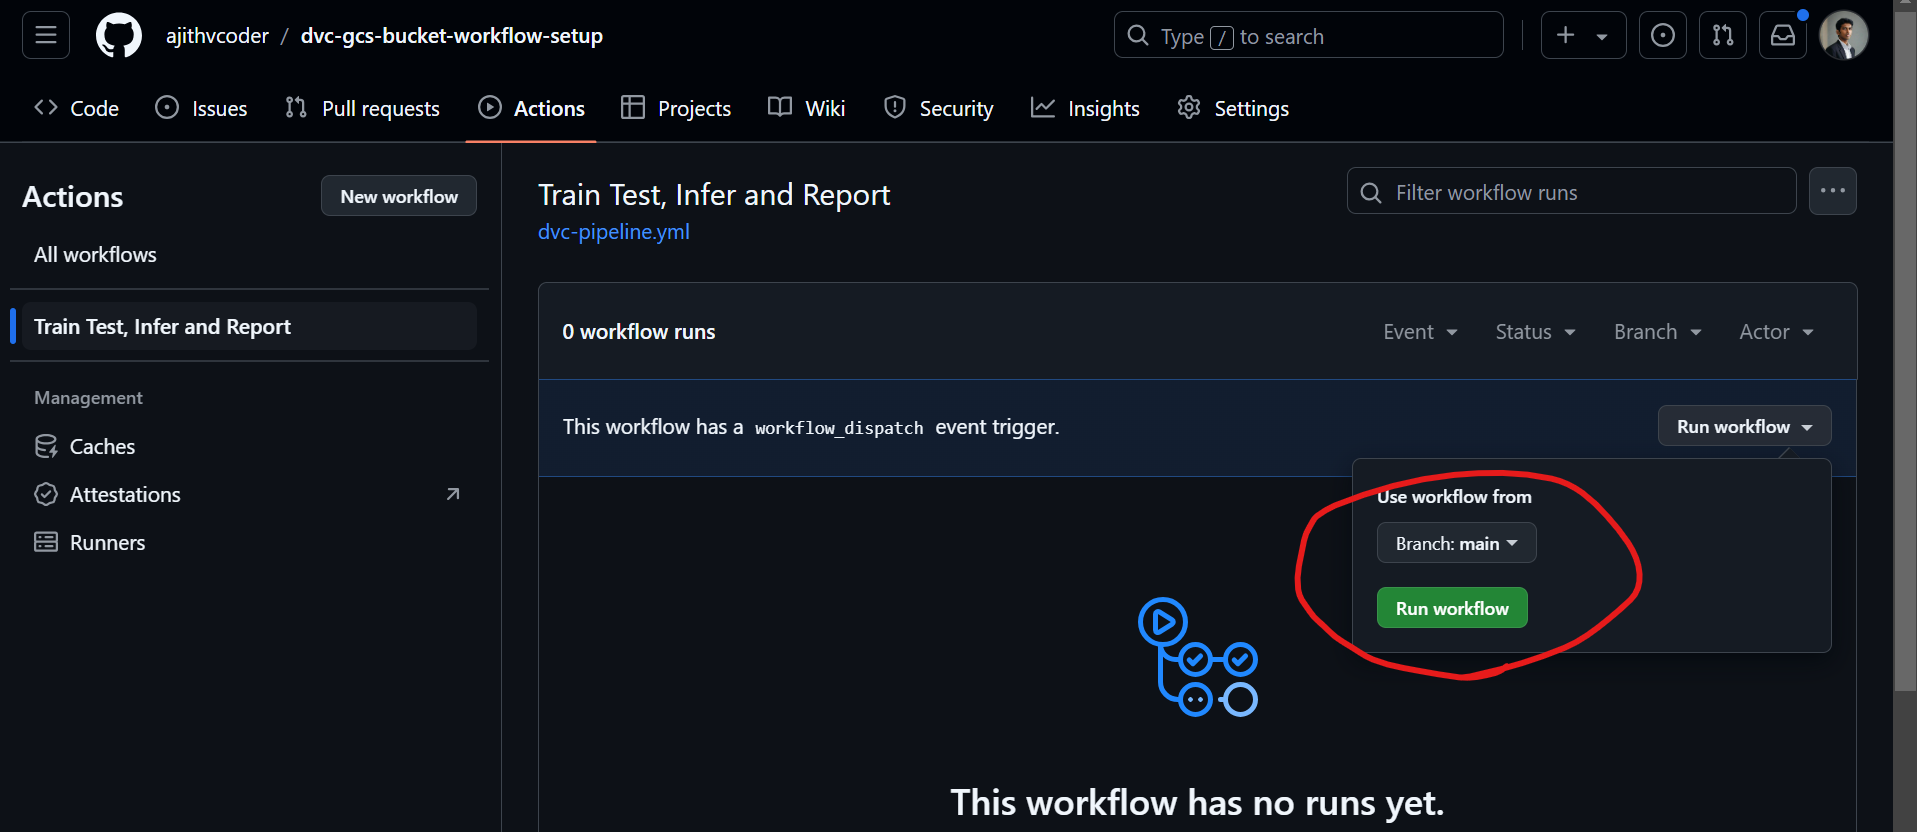 ajithvcoder / dvc-gcs-bucket-workflow-setup
Type / to search
Code Issues Pull requests Actions Projects Wiki Security Insights Settings
Actions
New workflow
All workflows
Train Test, Infer and Report
Management
Caches
Attestations
Runners
Train Test, Infer and Report
dvc-pipeline.yml
Filter workflow runs
0 workflow runs
Event Status Branch Actor
This workflow has a workflow_dispatch event trigger.
Run workflow
Use workflow from
Branch: main
Run workflow
This workflow has no runs yet.